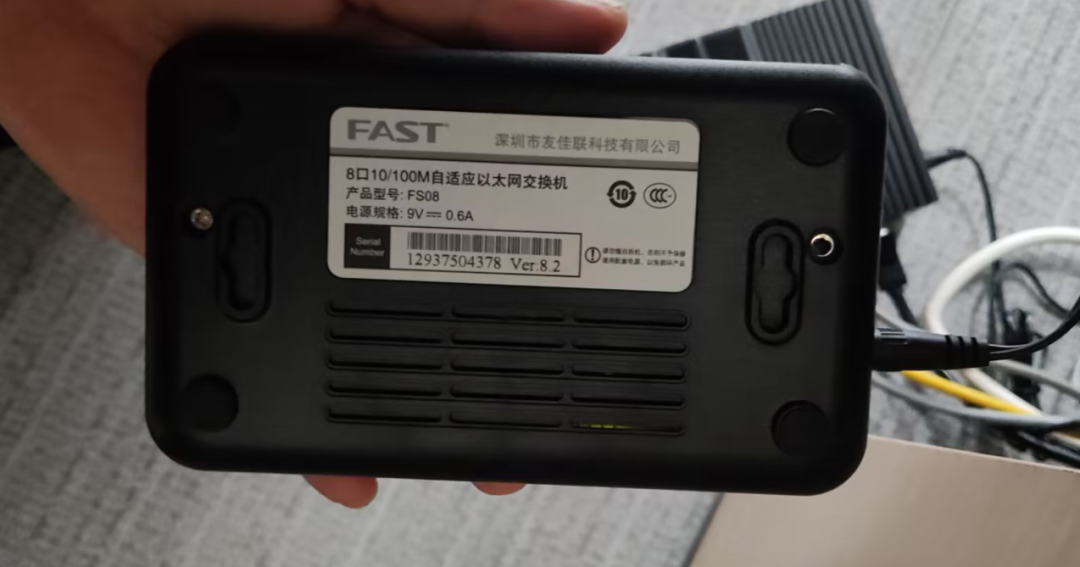 FAST®
深圳市友佳联科技有限公司
8口10/100M自适应以太网交换机
产品型号: FS08
电源规格: 9V ⎓ 0.6A
10
CCC
Serial Number
12937504378 Ver:8.2